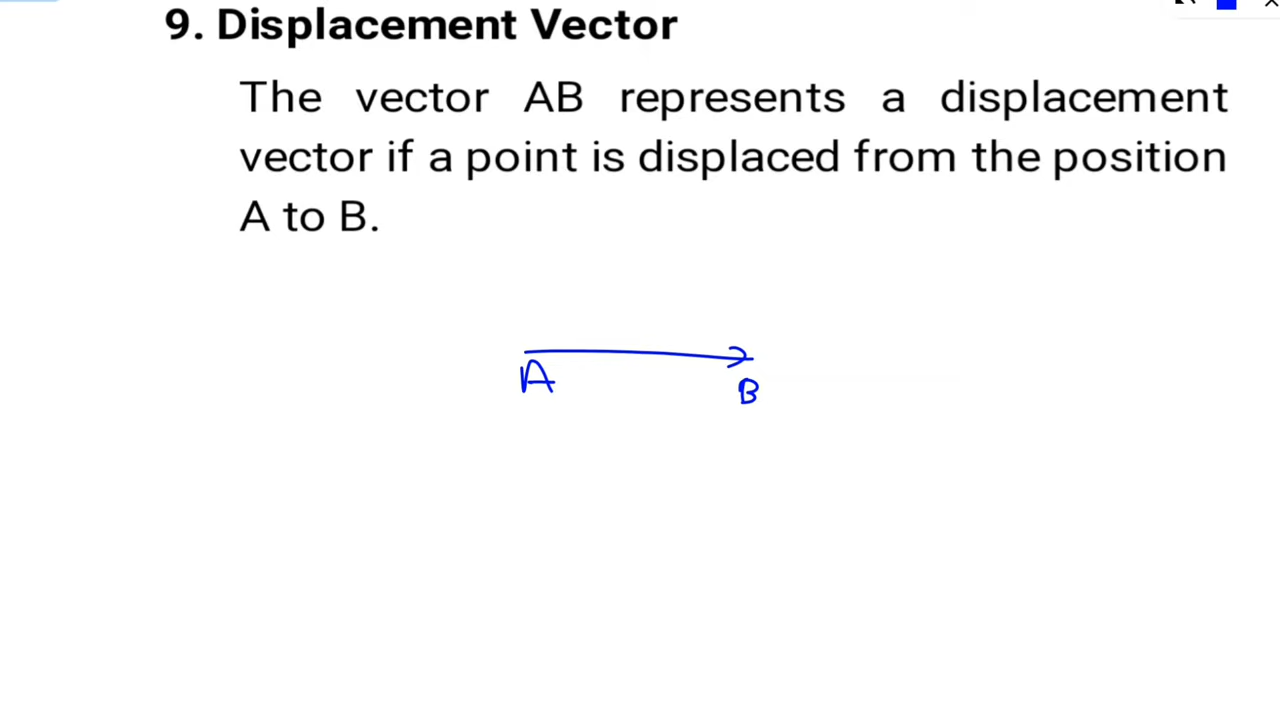 9. Displacement Vector
The vector AB represents a displacement
vector if a point is displaced from the position
A to B.
A
B